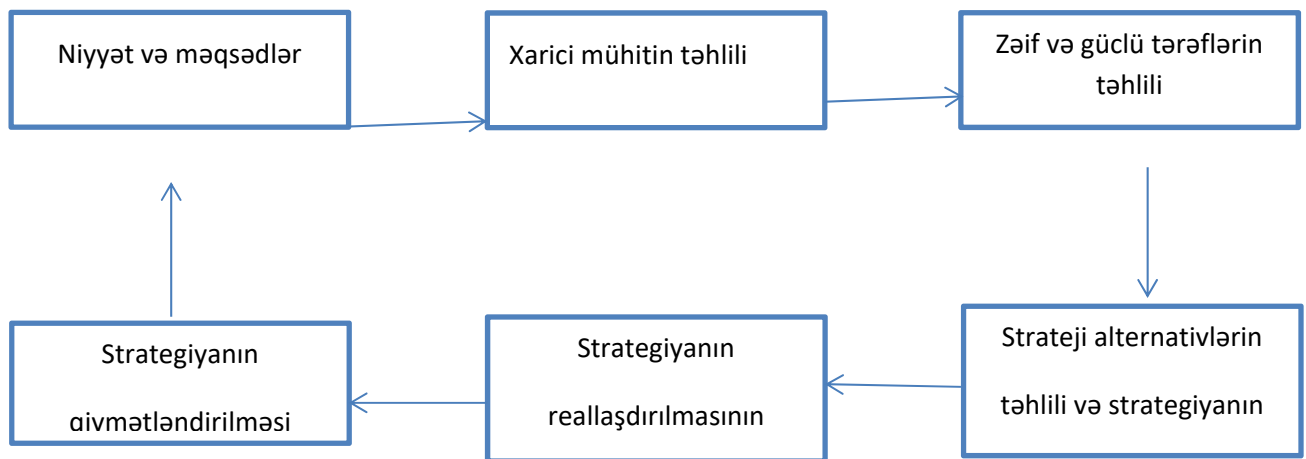 Niyyət və məqsədlər
Xarici mühitin təhlili
Zəif və güclü tərəflərin
təhlili
Strateji alternativlərin
təhlili və strategiyanın
Strategiyanın
reallaşdırılmasının
Strategiyanın
qiymətləndirilməsi